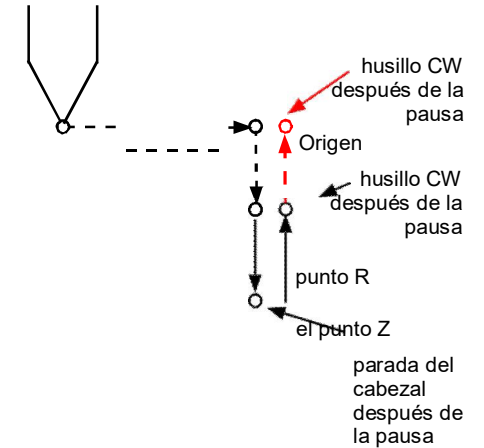 husillo CW
después de la
pausa
Origen
husillo CW
después de la
pausa
punto R
el punto Z
parada del
cabezal
después de
la pausa